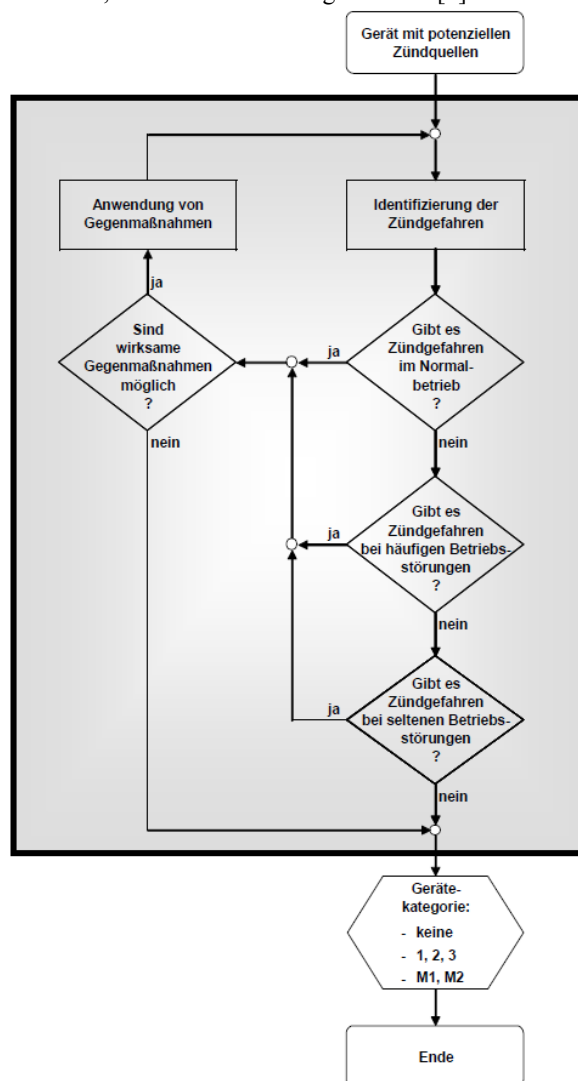 Gerät mit potenziellen
Zündquellen
Anwendung von
Gegenmaßnahmen
Identifizierung der
Zündgefahren
ja
Sind
wirksame
Gegenmaßnahmen
möglich
?
nein
ja
Gibt es
Zündgefahren
im Normal-
betrieb
?
nein
ja
Gibt es
Zündgefahren
bei häufigen Betriebs-
störungen
?
nein
ja
Gibt es
Zündgefahren
bei seltenen Betriebs-
störungen
?
nein
Geräte-
kategorie:
- keine
- 1, 2, 3
- M1, M2
Ende